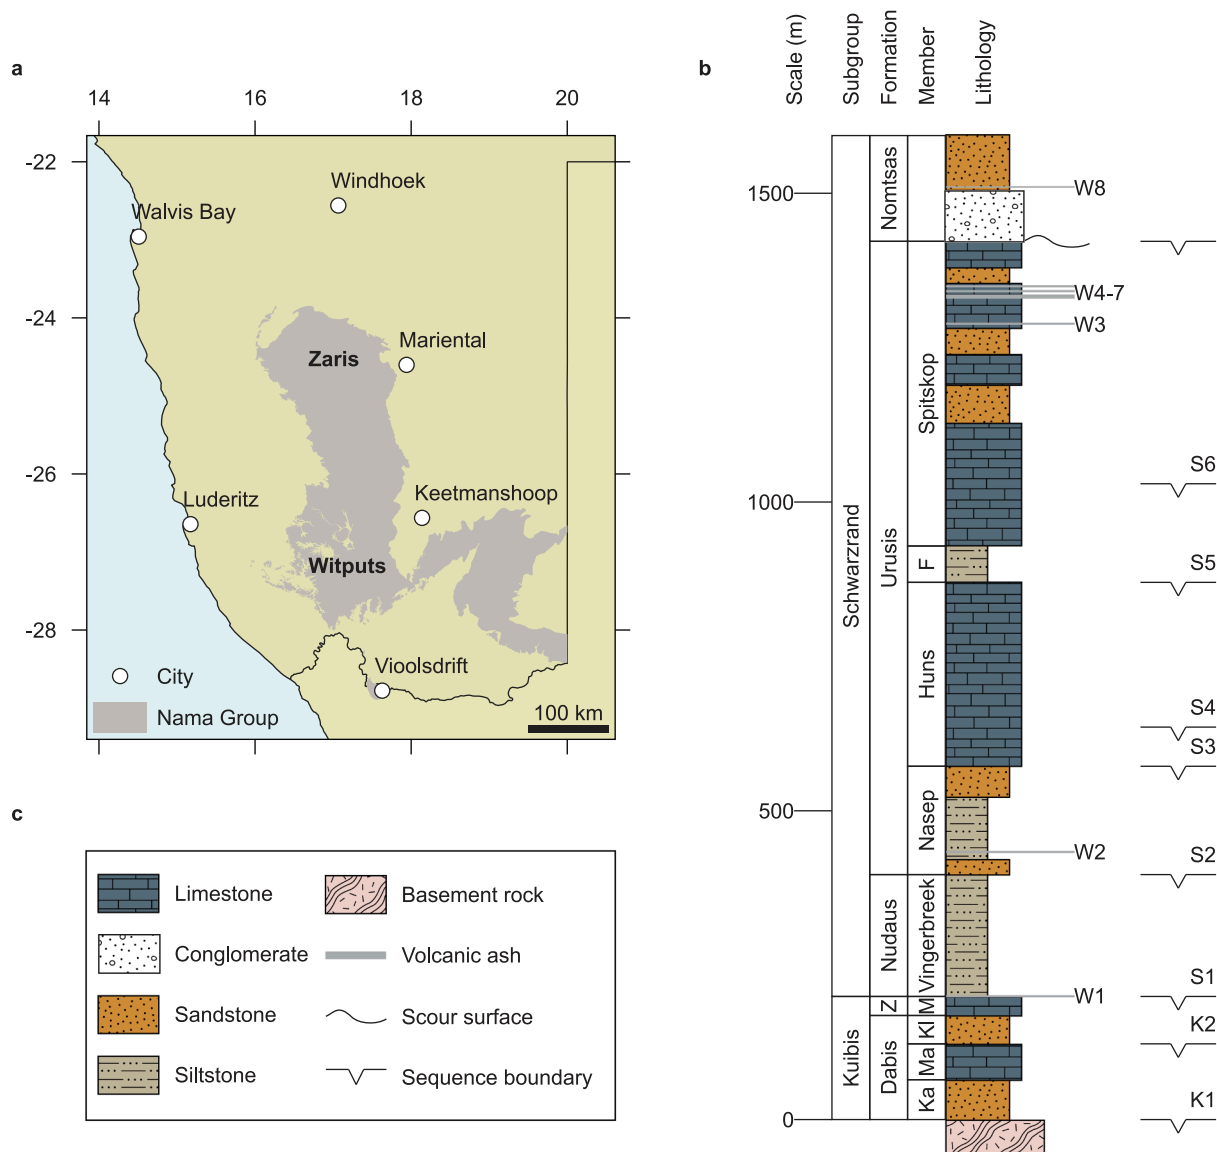 a
14
16
18
20
-22
-24
-26
-28
Windhoek
Walvis Bay
Mariental
Zaris
Luderitz
Keetmanshoop
Witputs
Vioolsdrift
City
Nama Group
100 km
b
Scale (m)
Subgroup
Formation
Member
Lithology
1500
1000
500
0
Schwarzrand
Kuibis
Nomtsas
Urusis
Nudaus
Z
Dabis
Spitskop
F
Huns
Nasep
Vingerbreek
M
Kl
Ma
Ka
W8
W4-7
W3
W2
W1
S6
S5
S4
S3
S2
S1
K2
K1
c
Limestone
Conglomerate
Sandstone
Siltstone
Basement rock
Volcanic ash
Scour surface
Sequence boundary